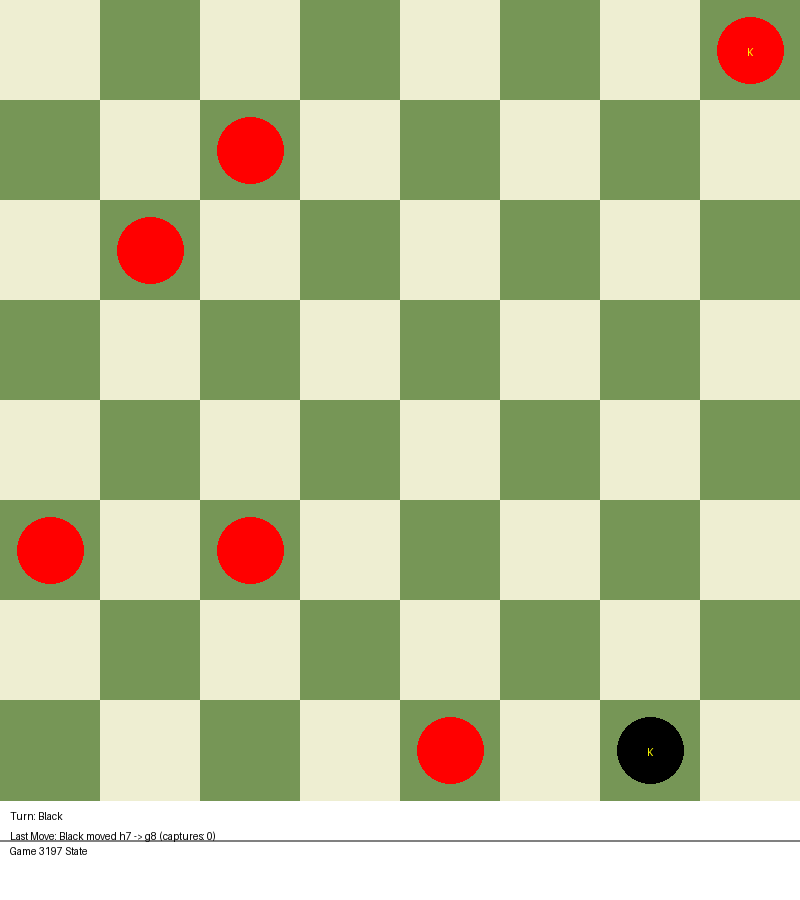 K
K
Turn: Black
Last Move: Black moved h7 -> g8 (captures: 0)
Game 3197 State